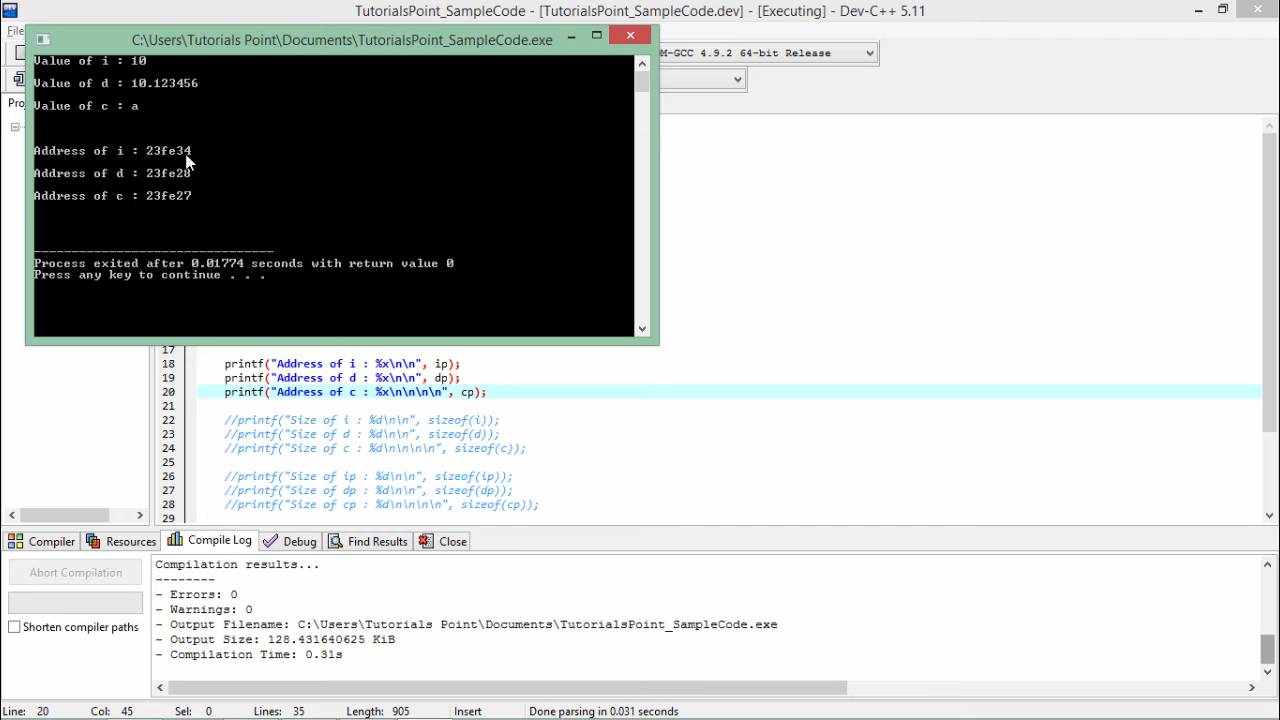 TutorialsPoint_SampleCode - [TutorialsPoint_SampleCode.dev] - [Executing] - Dev-C++ 5.11
C:\Users\Tutorials Point\Documents\TutorialsPoint_SampleCode.exe
M-GCC 4.9.2 64-bit Release
Value of i : 10
Value of d : 10.123456
Value of c : a
Address of i : 23fe34
Address of d : 23fe28
Address of c : 23fe27
Process exited after 0.01774 seconds with return value 0
Press any key to continue . . .
17
18 printf("Address of i : %x\n\n", ip);
19 printf("Address of d : %x\n\n", dp);
20 printf("Address of c : %x\n\n\n\n", cp);
21
22 //printf("Size of i : %d\n\n", sizeof(i));
23 //printf("Size of d : %d\n\n", sizeof(d));
24 //printf("Size of c : %d\n\n\n\n", sizeof(c));
25
26 //printf("Size of ip : %d\n\n", sizeof(ip));
27 //printf("Size of dp : %d\n\n", sizeof(dp));
28 //printf("Size of cp : %d\n\n\n\n", sizeof(cp));
29
Compiler Resources Compile Log Debug Find Results Close
Abort Compilation
Shorten compiler paths
Compilation results...
--------
- Errors: 0
- Warnings: 0
- Output Filename: C:\Users\Tutorials Point\Documents\TutorialsPoint_SampleCode.exe
- Output Size: 128.431640625 KiB
- Compilation Time: 0.31s
Line: 20 Col: 45 Sel: 0 Lines: 35 Length: 905 Insert Done parsing in 0.031 seconds